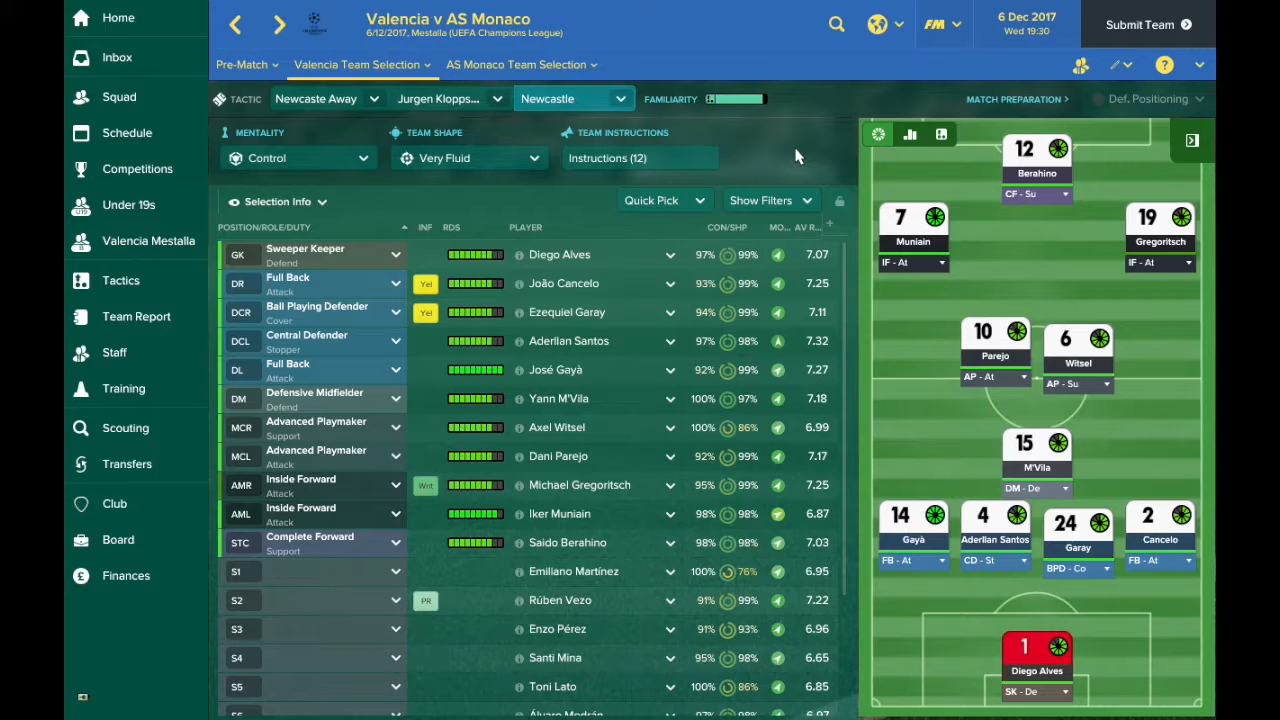 Home
Inbox
Squad
Schedule
Competitions
U19
Under 19s
Valencia Mestalla
Tactics
Team Report
Staff
Training
Scouting
Transfers
Club
Board
Finances
Valencia v AS Monaco
6/12/2017, Mestalla (UEFA Champions League)
FM
6 Dec 2017
Wed 19:30
Submit Team
Pre-Match
Valencia Team Selection
AS Monaco Team Selection
?
TACTIC
Newcaste Away
Jurgen Klopps...
Newcastle
FAMILIARITY
MATCH PREPARATION >
Def. Positioning
MENTALITY
TEAM SHAPE
TEAM INSTRUCTIONS
Control
Very Fluid
Instructions (12)
Selection Info
Quick Pick
Show Filters
POSITION/ROLE/DUTY INF RDS PLAYER CON/SHP MO... AV R...
GK Sweeper Keeper Defend Diego Alves 97% 99% 7.07
DR Full Back Attack Yel João Cancelo 93% 99% 7.25
DCR Ball Playing Defender Cover Yel Ezequiel Garay 94% 99% 7.11
DCL Central Defender Stopper Aderllan Santos 97% 98% 7.32
DL Full Back Attack José Gayà 92% 99% 7.27
DM Defensive Midfielder Defend Yann M'Vila 100% 97% 7.18
MCR Advanced Playmaker Support Axel Witsel 100% 86% 6.99
MCL Advanced Playmaker Attack Dani Parejo 92% 99% 7.17
AMR Inside Forward Attack Wnt Michael Gregoritsch 95% 99% 7.25
AML Inside Forward Attack Iker Muniain 98% 98% 6.87
STC Complete Forward Support Saido Berahino 98% 98% 7.03
S1 Emiliano Martínez 100% 76% 6.95
S2 PR Rúben Vezo 91% 99% 7.22
S3 Enzo Pérez 91% 93% 6.96
S4 Santi Mina 95% 98% 6.65
S5 Toni Lato 100% 86% 6.85
12
Berahino
CF - Su
7
Muniain
IF - At
19
Gregoritsch
IF - At
10
Parejo
AP - At
6
Witsel
AP - Su
15
M'Vila
DM - De
14
Gayà
FB - At
4
Aderllan Santos
CD - St
24
Garay
BPD - Co
2
Cancelo
FB - At
1
Diego Alves
SK - De